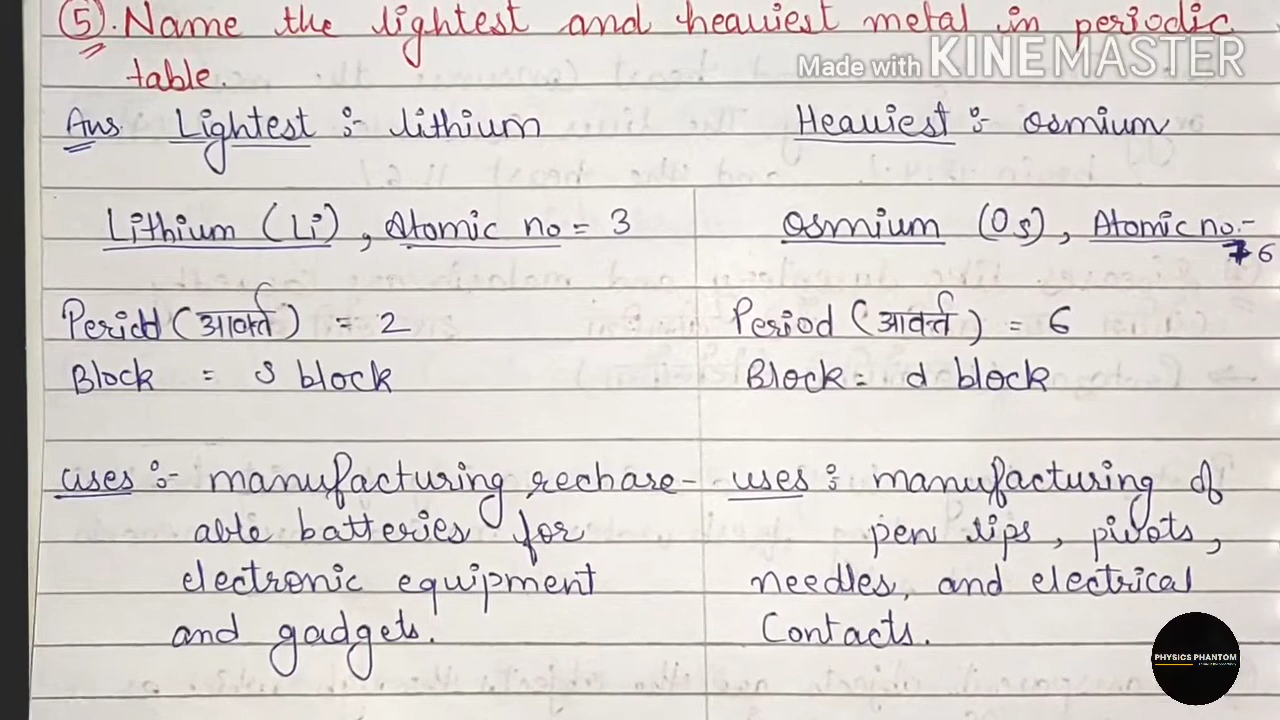 (5). Name the lightest and heaviest metal in periodic
table.
Made with KINEMASTER
Ans. Lightest :- lithium
Heaviest :- osmium
Lithium (Li), Atomic no = 3
Osmium (Os), Atomic no:-
76
Period (आवर्त) = 2
Period (आवर्त) = 6
Block = s block
Block = d block
uses :- manufacturing rechare-
able batteries for
electronic equipment
and gadgets.
uses : manufacturing of
pen tips, pivots,
needles, and electrical
Contacts.
PHYSICS PHANTOM